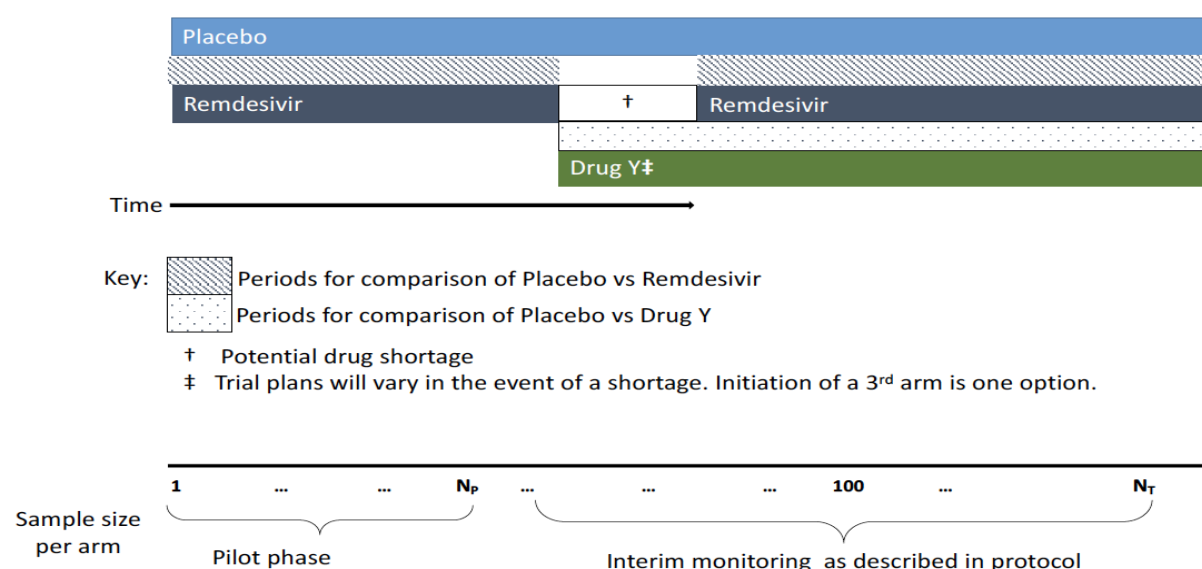 Placebo
Remdesivir † Remdesivir
Drug Y‡
Time
Key:
Periods for comparison of Placebo vs Remdesivir
Periods for comparison of Placebo vs Drug Y
† Potential drug shortage
‡ Trial plans will vary in the event of a shortage. Initiation of a 3rd arm is one option.
1 ... ... NP ... ... ... 100 ... NT
Sample size
per arm
Pilot phase
Interim monitoring as described in protocol